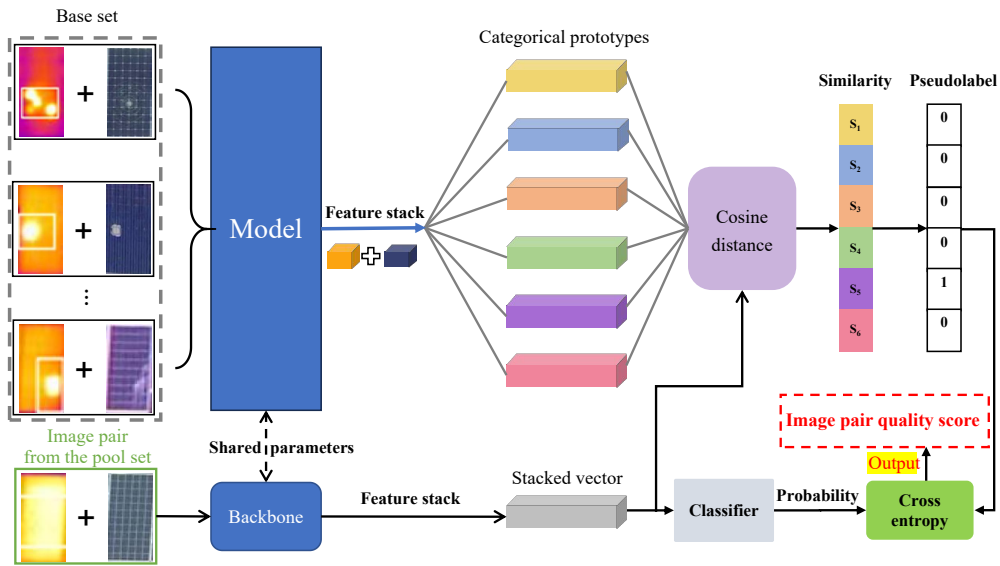 Base set
Categorical prototypes
Similarity
Pseudolabel
Model
Feature stack
Cosine
distance
S1
S2
S3
S4
S5
S6
0
0
0
0
1
0
⋮
Shared parameters
Image pair
from the pool set
Backbone
Feature stack
Stacked vector
Classifier
Probability
Image pair quality score
Output
Cross
entropy